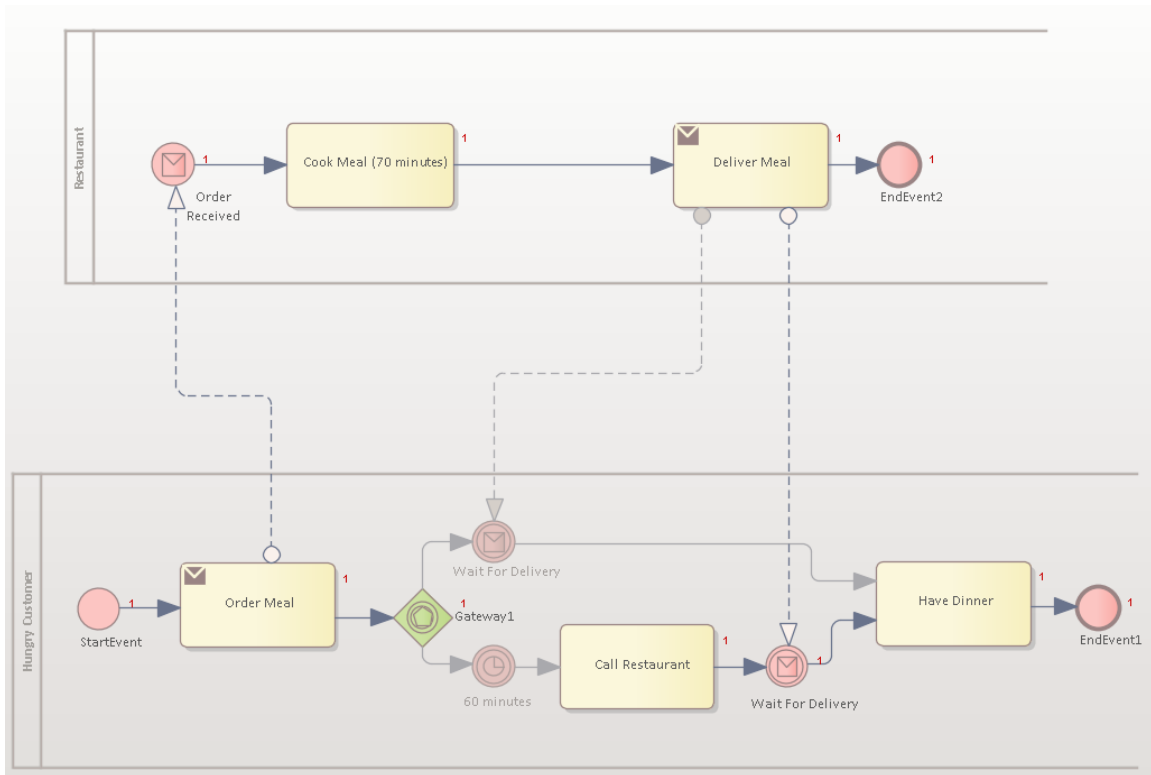 Restaurant
1
Order
Received
Cook Meal (70 minutes)
1
Deliver Meal
1
1
EndEvent2
Hungry Customer
1
StartEvent
Order Meal
1
1
Gateway1
Wait For Delivery
60 minutes
Call Restaurant
1
1
Wait For Delivery
Have Dinner
1
1
EndEvent1